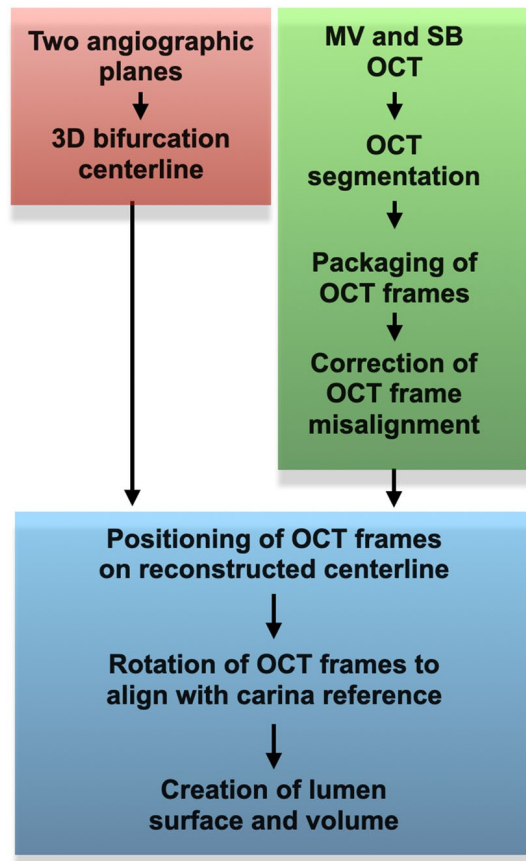 Two angiographic
planes
3D bifurcation
centerline
MV and SB
OCT
OCT
segmentation
Packaging of
OCT frames
Correction of
OCT frame
misalignment
Positioning of OCT frames
on reconstructed centerline
Rotation of OCT frames to
align with carina reference
Creation of lumen
surface and volume